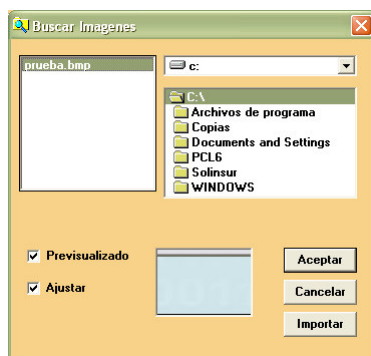 Buscar Imagenes
prueba.bmp
c:
C:\
Archivos de programa
Copias
Documents and Settings
PCL6
Solinsur
WINDOWS
Previsualizado
Ajustar
Aceptar
Cancelar
Importar